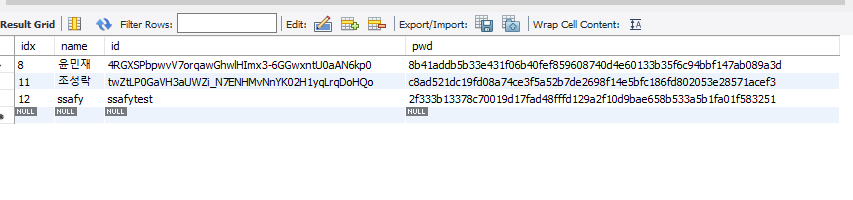 Result Grid Filter Rows: Edit: Export/Import: Wrap Cell Content:
idx name id pwd
8 윤민재 4RGXSPbpwvV7orqawGhwlHImx3-6GGwxntU0aAN6kp0 8b41addb5b33e431f06b40fef859608740d4e60133b35f6c94bbf147ab089a3d
11 조성락 twZtLP0GaVH3aUWZi_N7ENHMvNnYK02H1yqLrqDoHQo c8ad521dc19fd08a74ce3f5a52b7de2698f14e5bfc186fd802053e28571acef3
12 ssafy ssafytest 2f333b13378c70019d17fad48fffd129a2f10d9bae658b533a5b1fa01f583251
NULL NULL NULL NULL